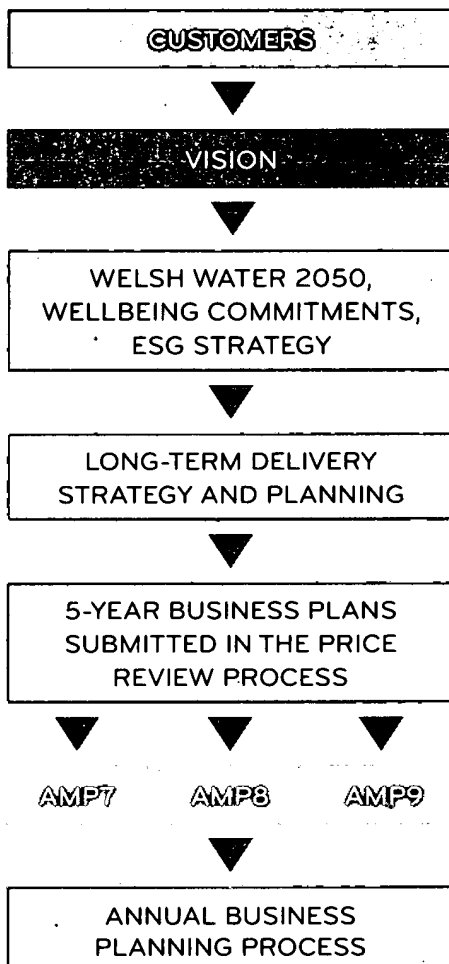 CUSTOMERS
VISION
WELSH WATER 2050,
WELLBEING COMMITMENTS,
ESG STRATEGY
LONG-TERM DELIVERY
STRATEGY AND PLANNING
5-YEAR BUSINESS PLANS
SUBMITTED IN THE PRICE
REVIEW PROCESS
AMP7 AMP8 AMP9
ANNUAL BUSINESS
PLANNING PROCESS